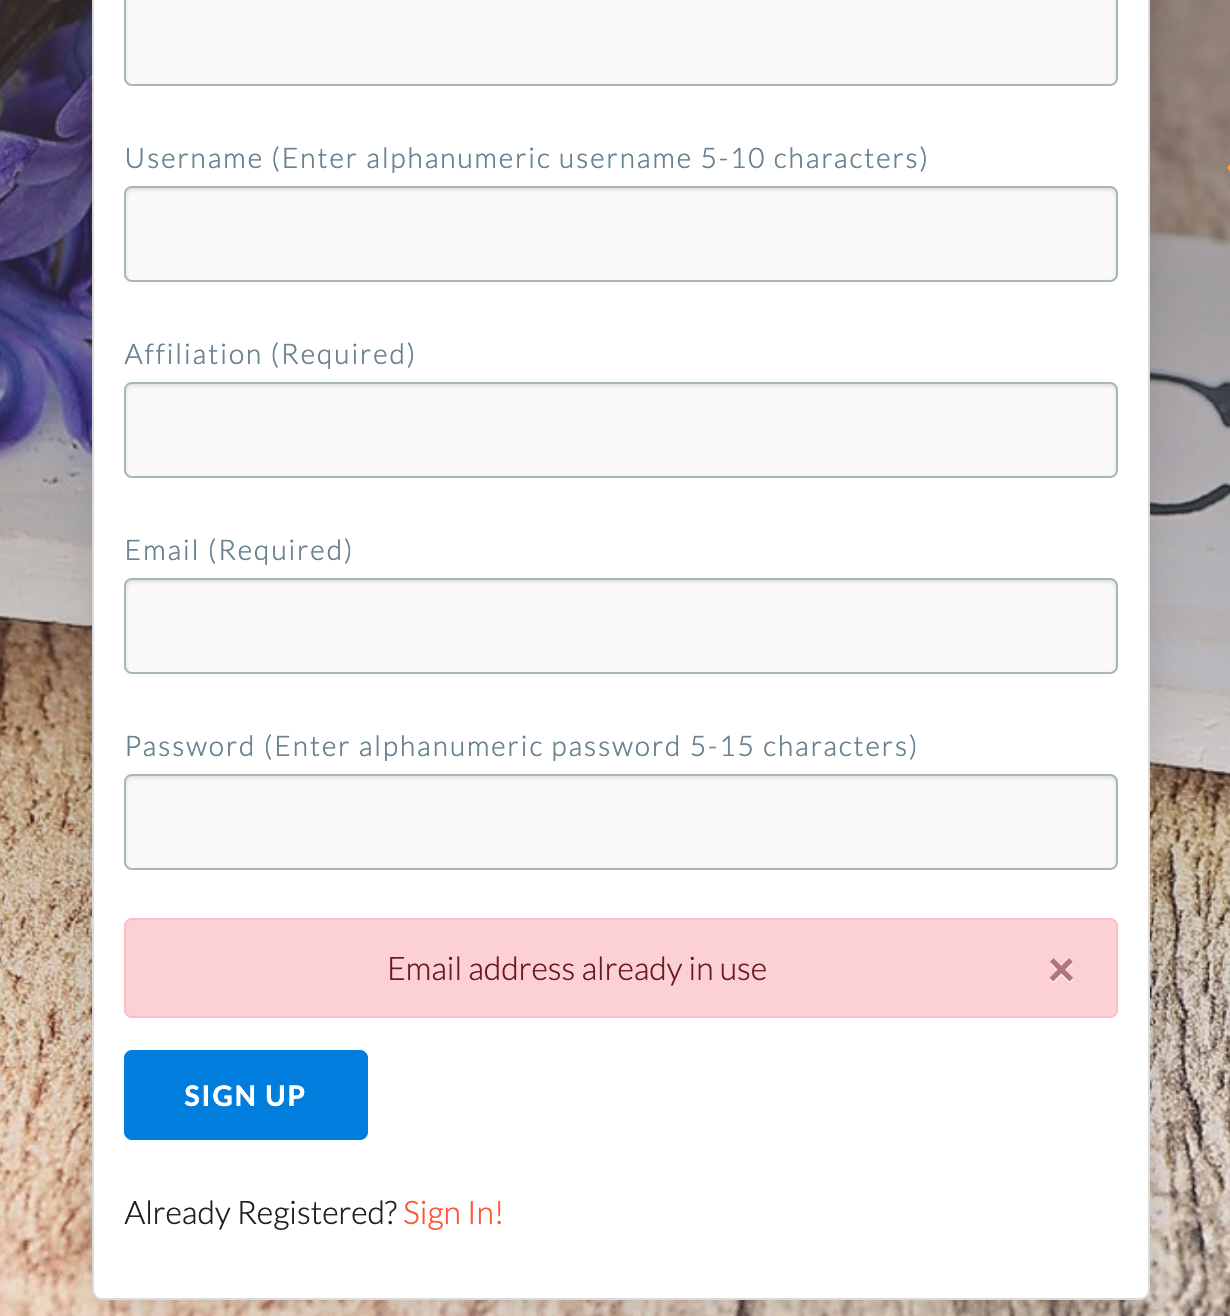 Username (Enter alphanumeric username 5-10 characters)
Affiliation (Required)
Email (Required)
Password (Enter alphanumeric password 5-15 characters)
Email address already in use ×
SIGN UP
Already Registered? Sign In!